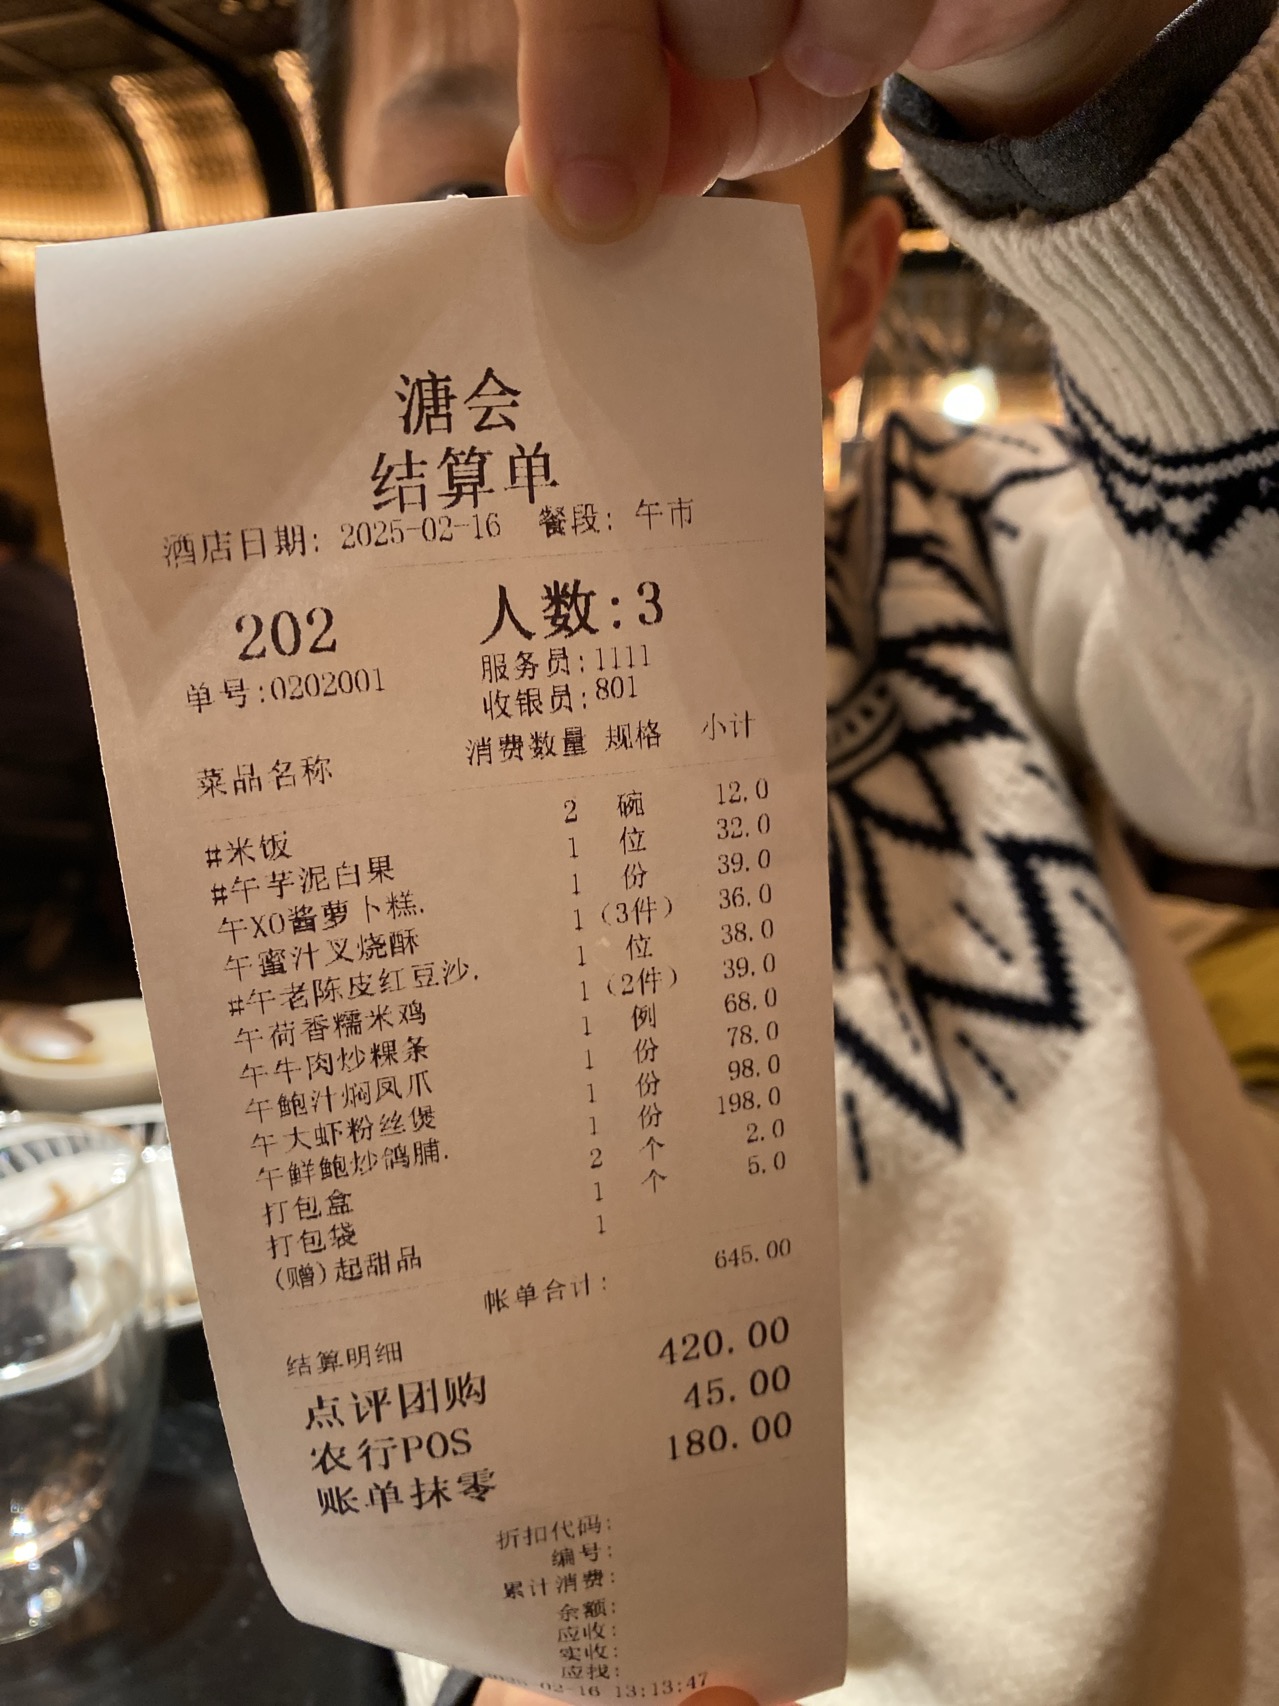 溏会
结算单
酒店日期: 2025-02-16 餐段: 午市
202 人数:3
单号:0202001 服务员:1111
收银员:801
菜品名称 消费数量 规格 小计
#米饭 2 碗 12.0
#午芋泥白果 1 位 32.0
午XO酱萝卜糕. 1 份 39.0
午蜜汁叉烧酥 1 (3件) 36.0
#午老陈皮红豆沙. 1 位 38.0
午荷香糯米鸡 1 (2件) 39.0
午牛肉炒粿条 1 例 68.0
午鲍汁焖凤爪 1 份 78.0
午大虾粉丝煲 1 份 98.0
午鲜鲍炒鸽脯. 1 份 198.0
打包盒 2 个 2.0
打包袋 1 个 5.0
(赠)起甜品 1
帐单合计: 645.00
结算明细
点评团购 420.00
农行POS 45.00
账单抹零 180.00
折扣代码:
编号:
累计消费:
余额:
应收:
实收:
应找:
02-16 13:13:47